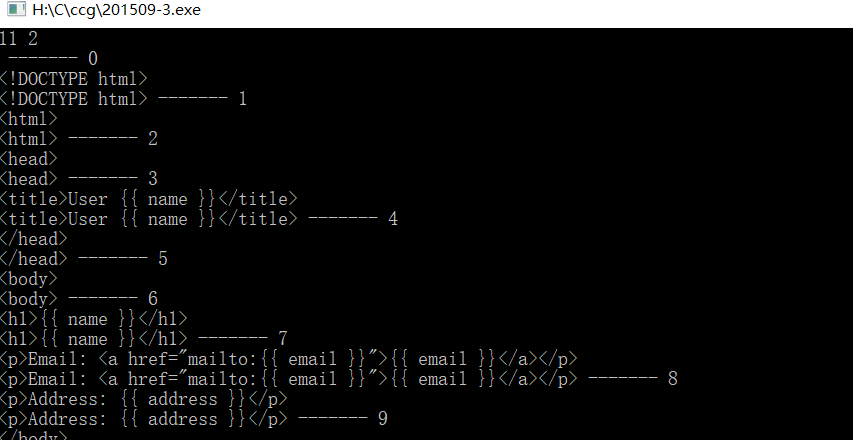 H:\C\ccg\201509-3.exe
11 2
 ------- 0
<!DOCTYPE html>
<!DOCTYPE html> ------- 1
<html>
<html> ------- 2
<head>
<head> ------- 3
<title>User {{ name }}</title>
<title>User {{ name }}</title> ------- 4
</head>
</head> ------- 5
<body>
<body> ------- 6
<h1>{{ name }}</h1>
<h1>{{ name }}</h1> ------- 7
<p>Email: <a href="mailto:{{ email }}">{{ email }}</a></p>
<p>Email: <a href="mailto:{{ email }}">{{ email }}</a></p> ------- 8
<p>Address: {{ address }}</p>
<p>Address: {{ address }}</p> ------- 9
</body>